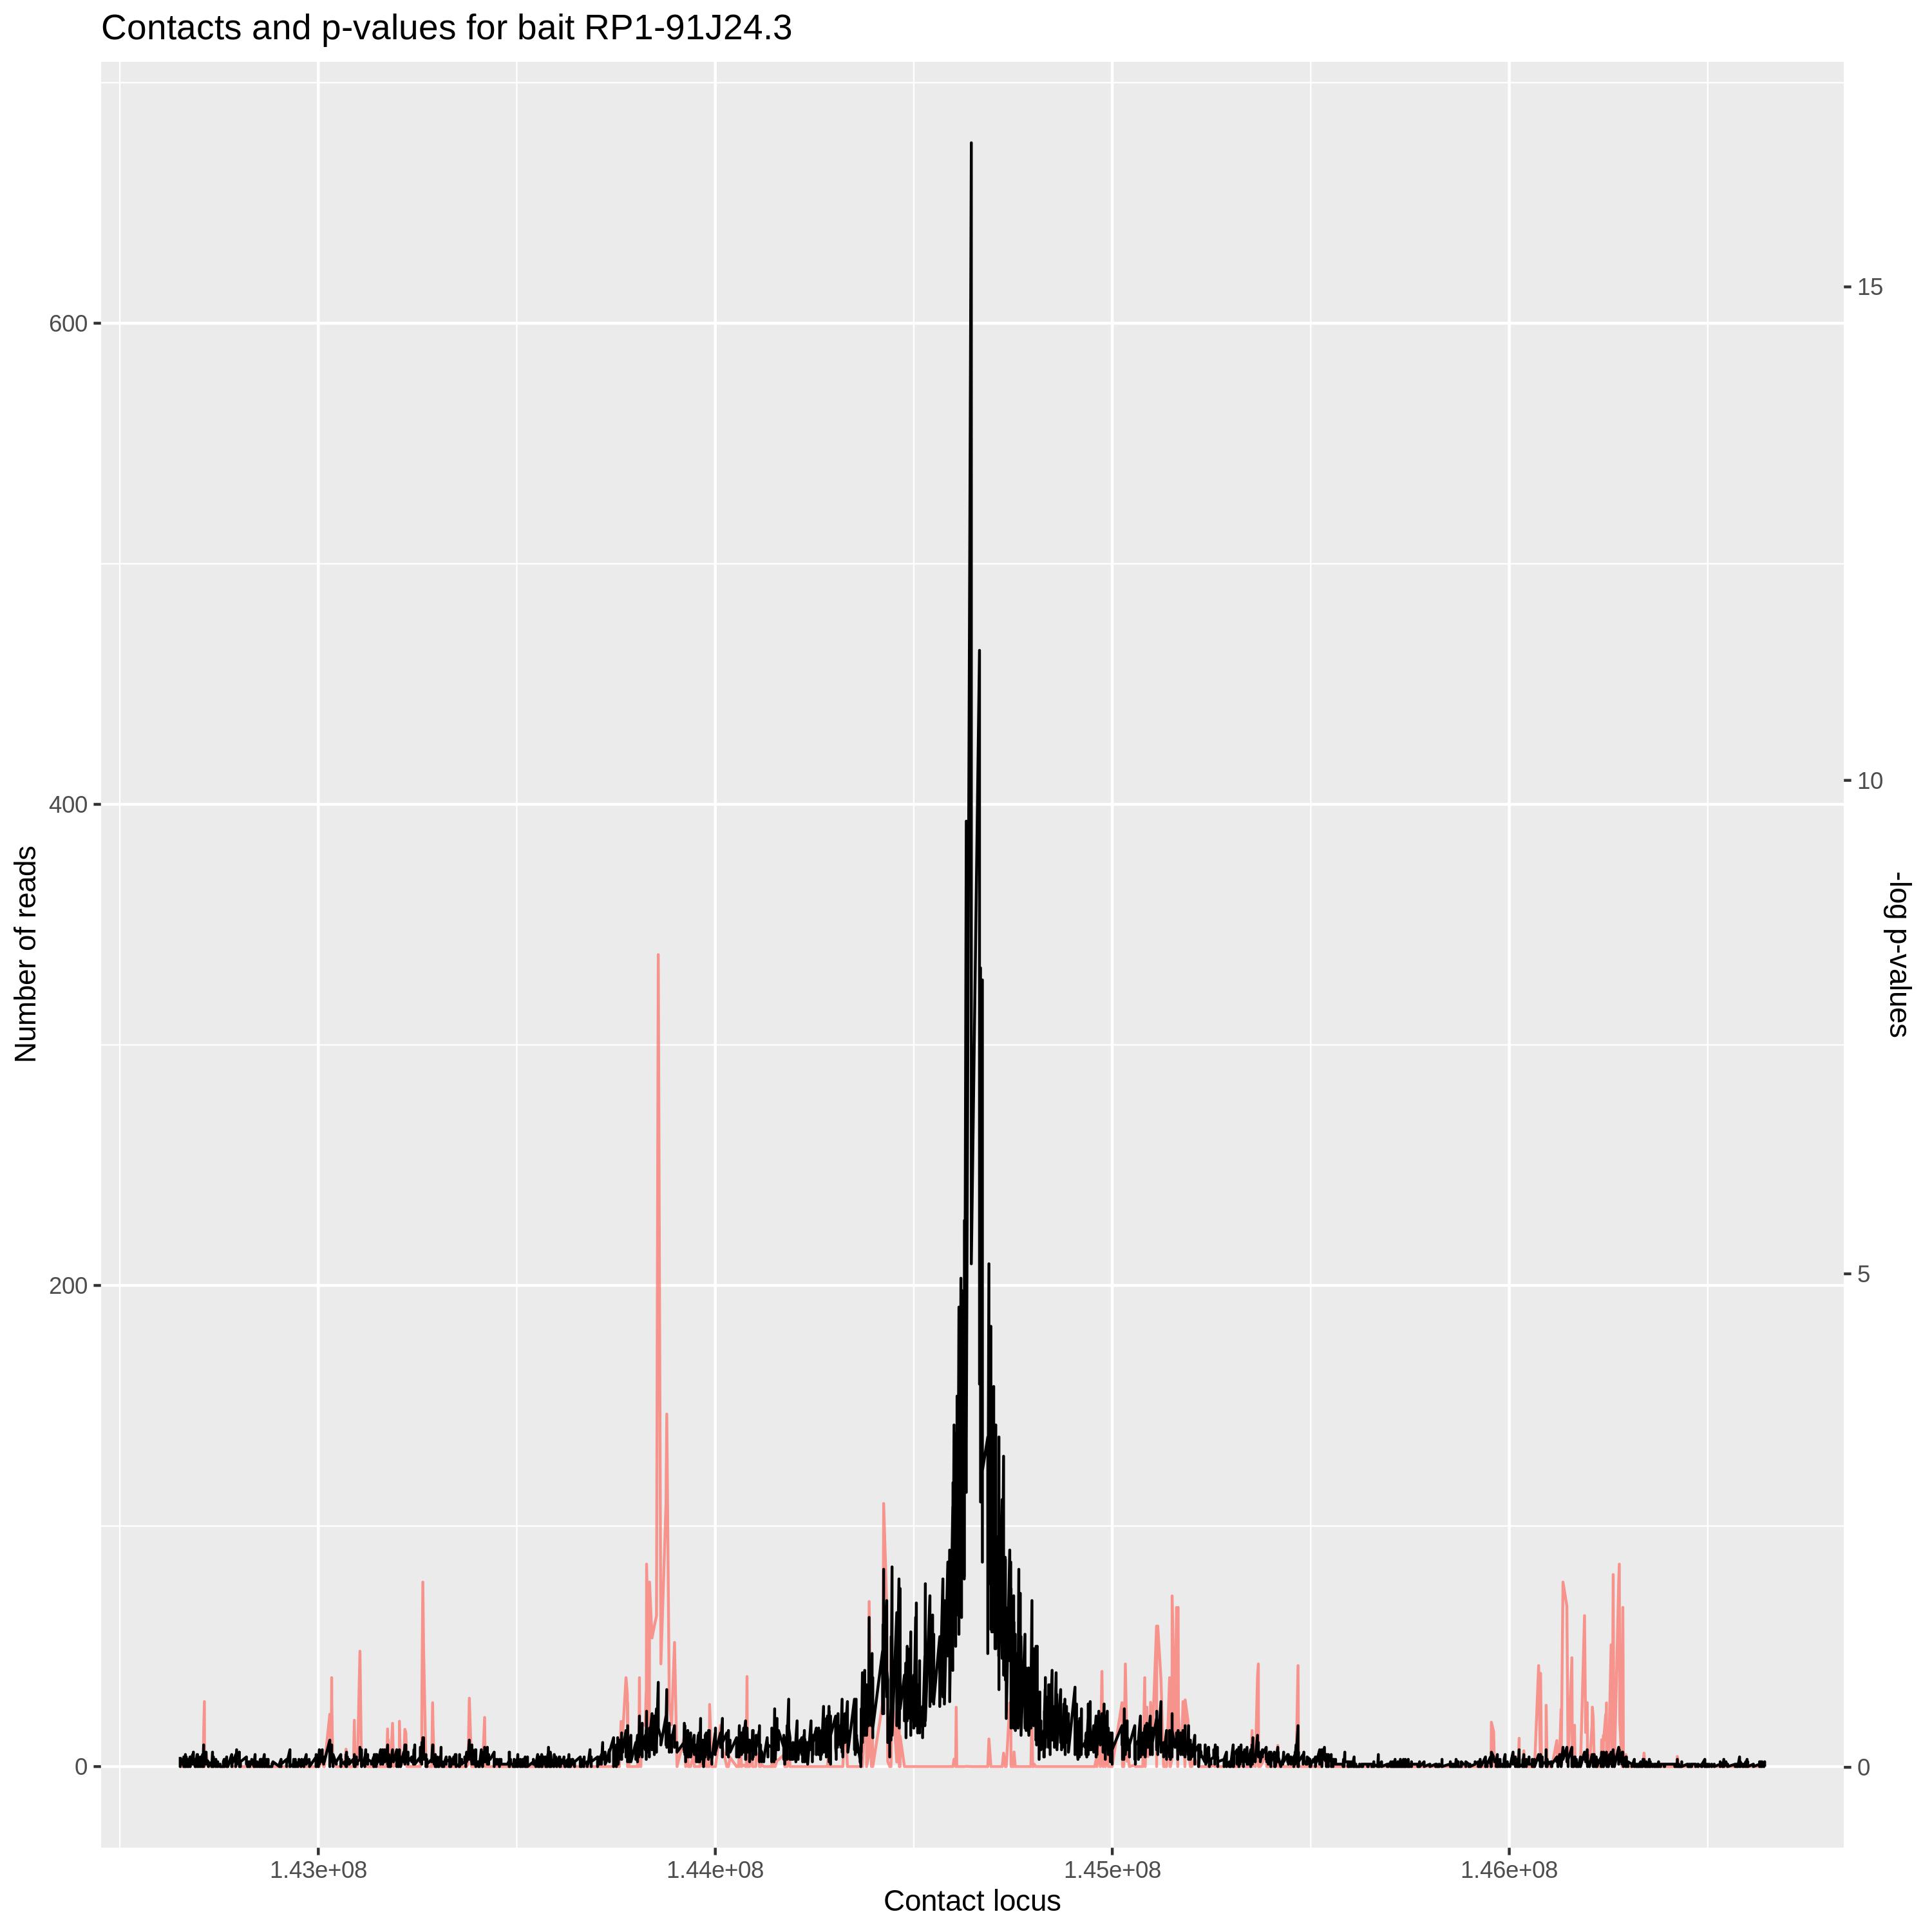 Contacts and p-values for bait RP1-91J24.3
Number of reads
600
400
200
0
15
10
5
0
-log p-values
1.43e+08
1.44e+08
1.45e+08
1.46e+08
Contact locus